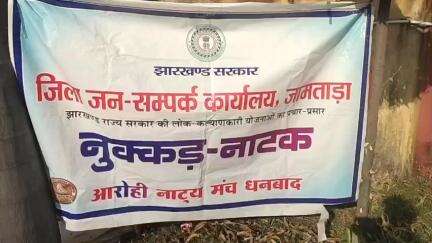 झारखण्ड सरकार
जिला जन-सम्पर्क कार्यालय, जामताड़ा
झारखण्ड राज्य सरकार की लोक-कल्याणकारी योजनाओं का प्रचार-प्रसार
नुक्कड़-नाटक
आरोही नाट्य मंच धनबाद